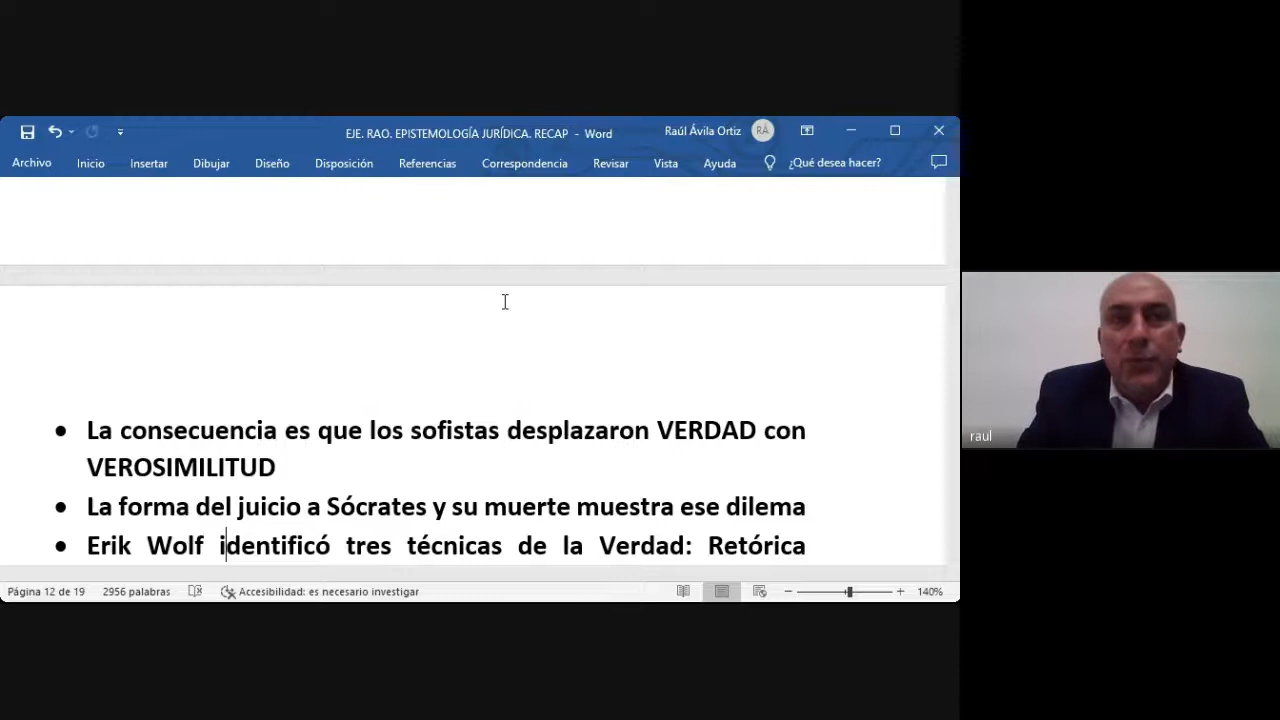 EJE. RAO. EPISTEMOLOGÍA JURÍDICA. RECAP - Word Raúl Ávila Ortiz RÁ
Archivo Inicio Insertar Dibujar Diseño Disposición Referencias Correspondencia Revisar Vista Ayuda ¿Qué desea hacer?
• La consecuencia es que los sofistas desplazaron VERDAD con
VEROSIMILITUD
• La forma del juicio a Sócrates y su muerte muestra ese dilema
• Erik Wolf identificó tres técnicas de la Verdad: Retórica
raul
Página 12 de 19 2956 palabras Accesibilidad: es necesario investigar 140%